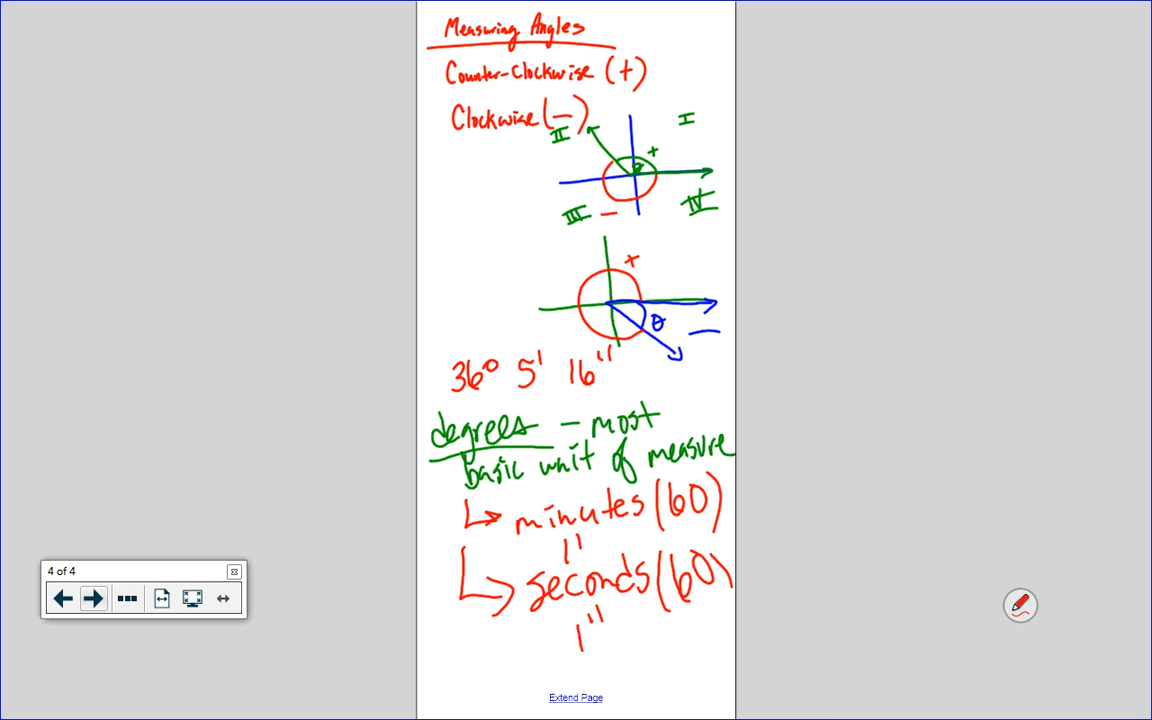 Measuring Angles
Counter-Clockwise (+)
Clockwise (−)
II
I
+
θ
III −
IV
+
θ
−
36° 5' 16"
degrees - most
basic unit of measure
↳ minutes (60)
1'
↳ seconds (60)
1"
4 of 4
Extend Page